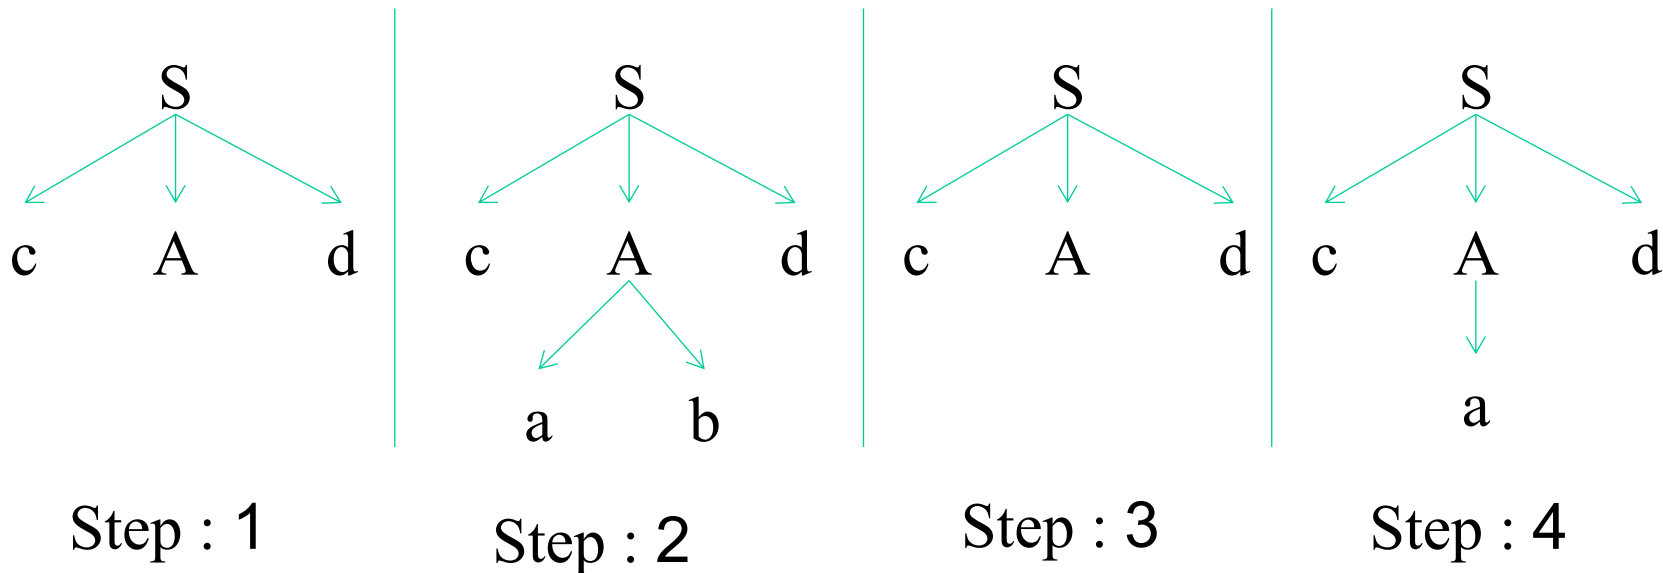 S S S S
c A d c A d c A d c A d
a b a
Step : 1 Step : 2 Step : 3 Step : 4